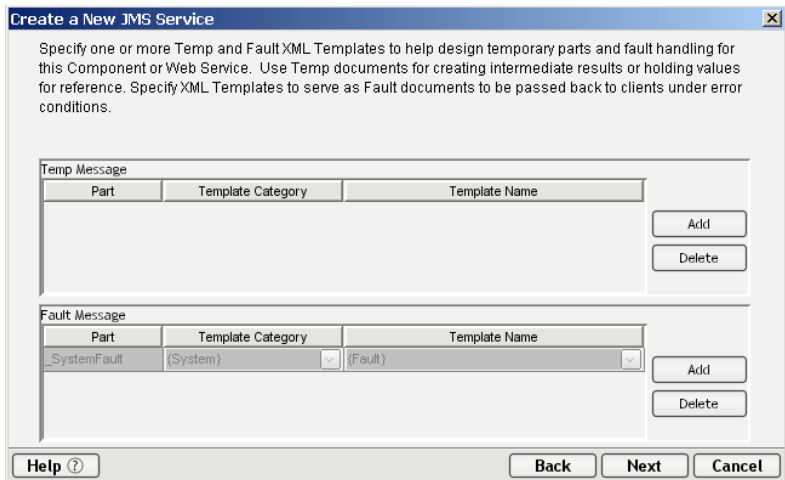 Create a New JMS Service
Specify one or more Temp and Fault XML Templates to help design temporary parts and fault handling for
this Component or Web Service.  Use Temp documents for creating intermediate results or holding values
for reference. Specify XML Templates to serve as Fault documents to be passed back to clients under error
conditions.
Temp Message
Part Template Category Template Name
Add
Delete
Fault Message
Part Template Category Template Name
_SystemFault {System} {Fault}
Add
Delete
Help ? Back Next Cancel